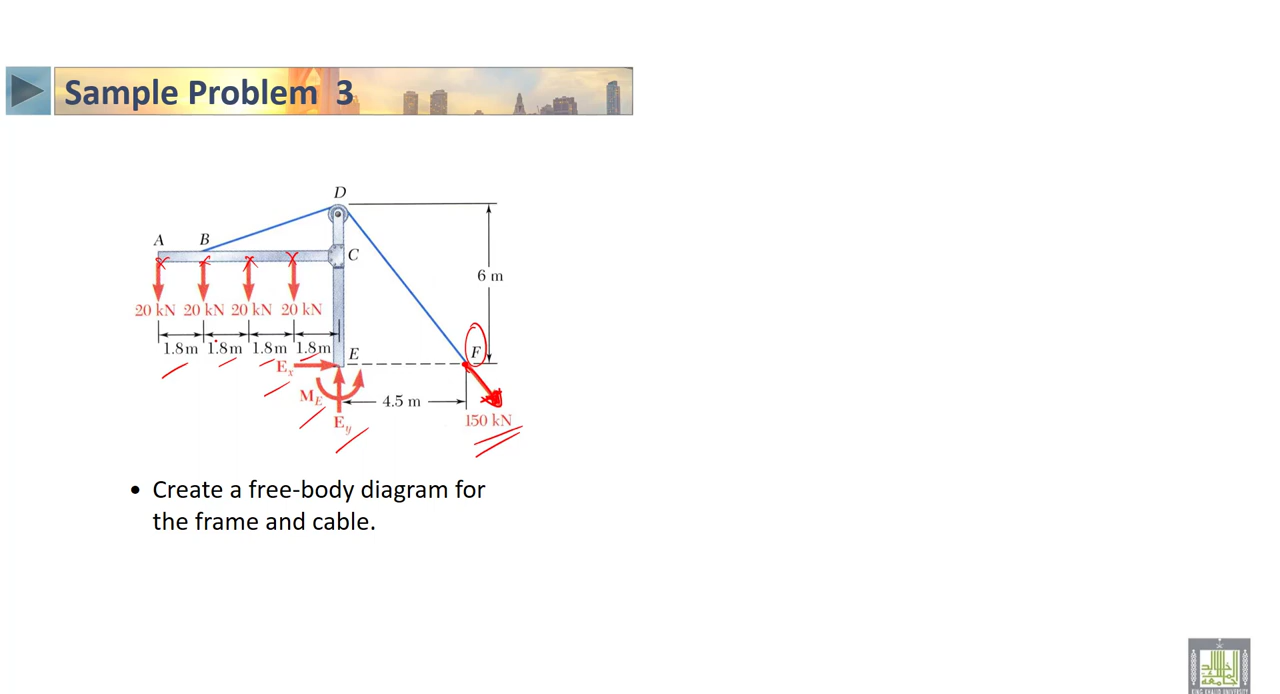 Sample Problem 3
D
A
B
C
6 m
20 kN 20 kN 20 kN 20 kN
1.8 m 1.8 m 1.8 m 1.8 m
E
F
Ex
ME
4.5 m
Ey
150 kN
• Create a free-body diagram for
the frame and cable.